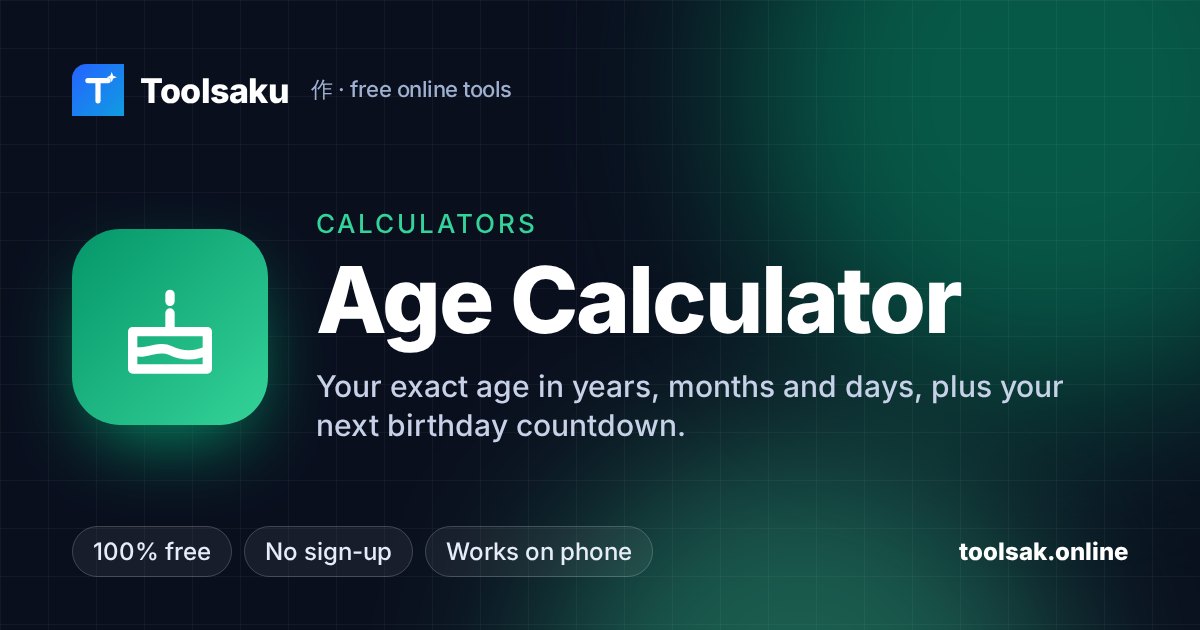 Toolsaku 作 · free online tools
CALCULATORS
Age Calculator
Your exact age in years, months and days, plus your
next birthday countdown.
100% free No sign-up Works on phone toolsak.online